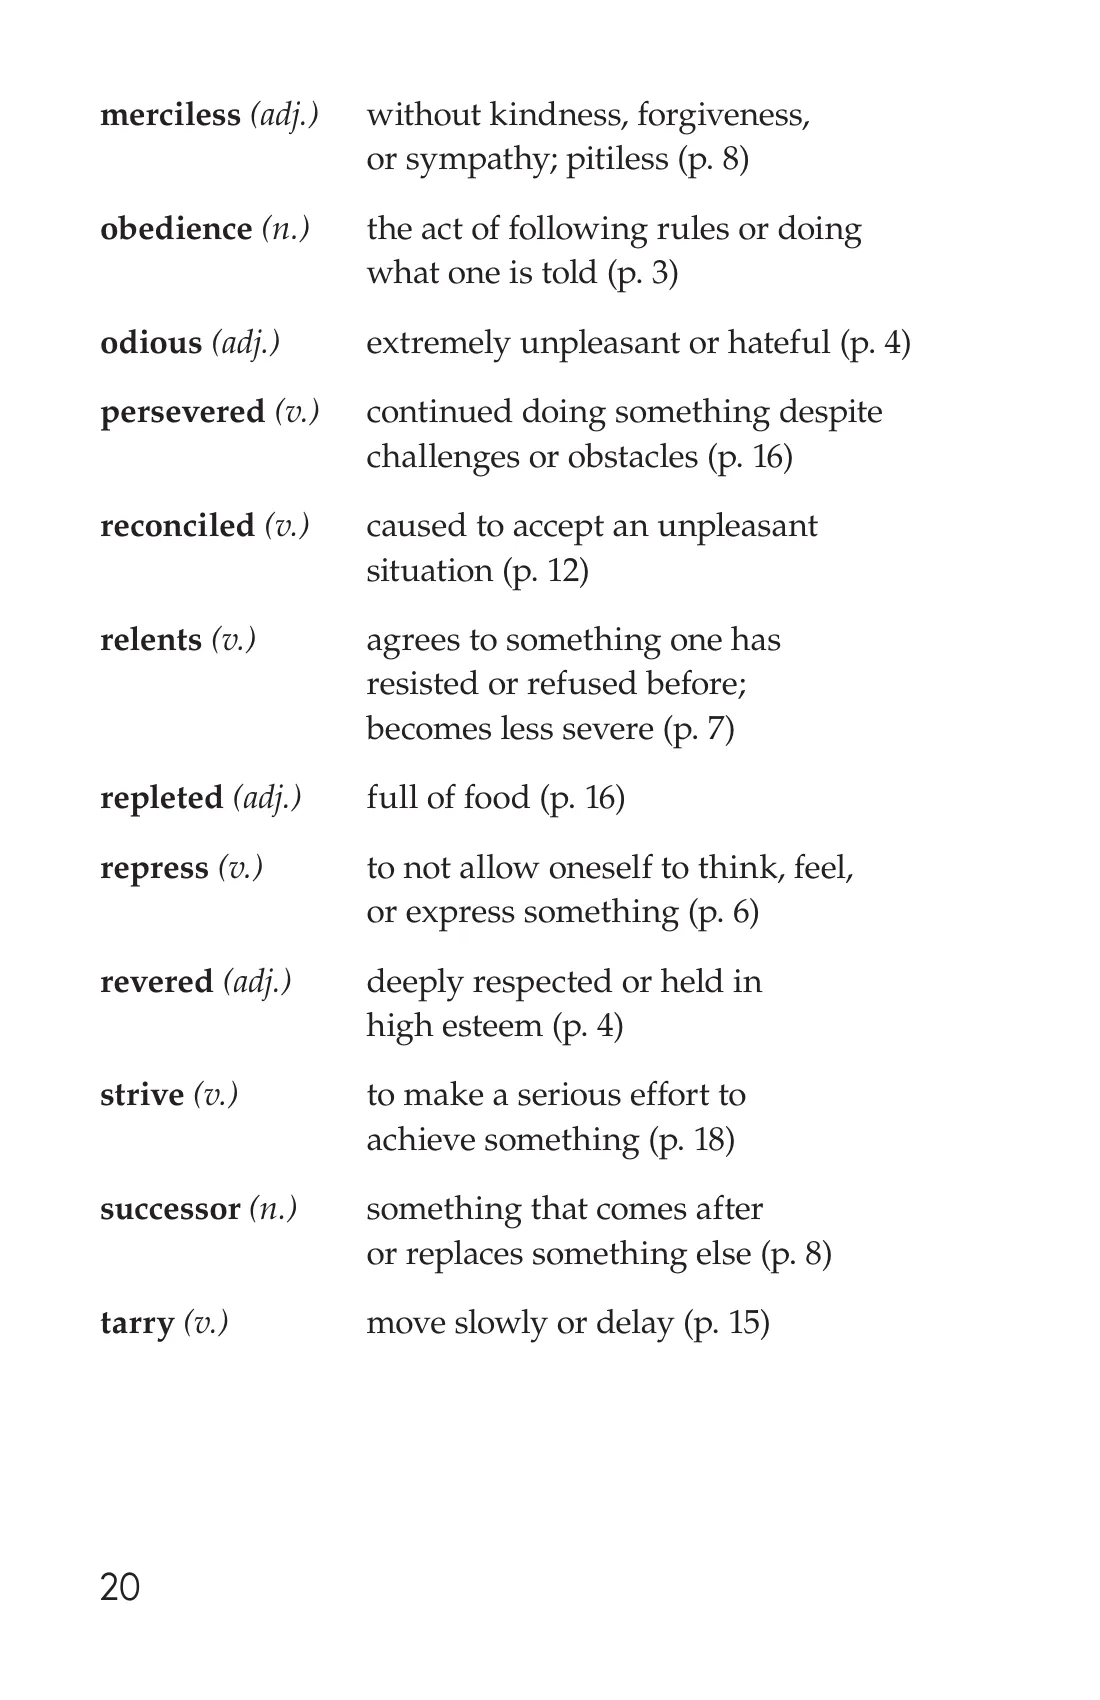 merciless (adj.) without kindness, forgiveness,
or sympathy; pitiless (p. 8)
obedience (n.) the act of following rules or doing
what one is told (p. 3)
odious (adj.) extremely unpleasant or hateful (p. 4)
persevered (v.) continued doing something despite
challenges or obstacles (p. 16)
reconciled (v.) caused to accept an unpleasant
situation (p. 12)
relents (v.) agrees to something one has
resisted or refused before;
becomes less severe (p. 7)
repleted (adj.) full of food (p. 16)
repress (v.) to not allow oneself to think, feel,
or express something (p. 6)
revered (adj.) deeply respected or held in
high esteem (p. 4)
strive (v.) to make a serious effort to
achieve something (p. 18)
successor (n.) something that comes after
or replaces something else (p. 8)
tarry (v.) move slowly or delay (p. 15)
20